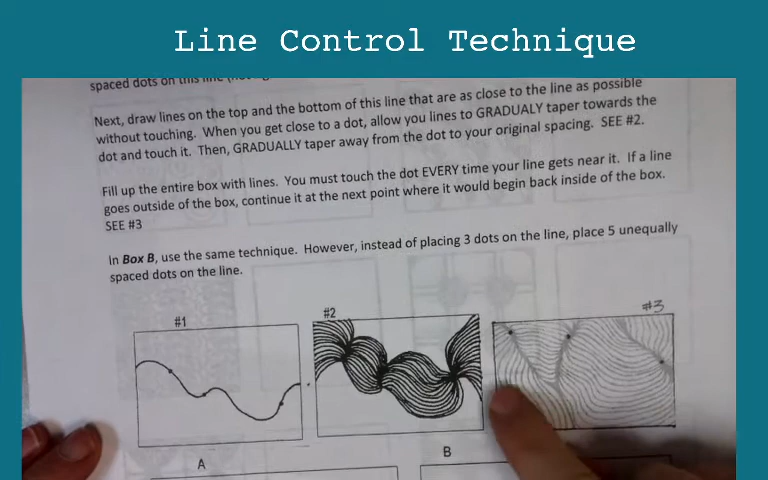 Line Control Technique
spaced dots on this line
Next, draw lines on the top and the bottom of this line that are as close to the line as possible
without touching. When you get close to a dot, allow you lines to GRADUALY taper towards the
dot and touch it. Then, GRADUALLY taper away from the dot to your original spacing. SEE #2.
Fill up the entire box with lines. You must touch the dot EVERY time your line gets near it. If a line
goes outside of the box, continue it at the next point where it would begin back inside of the box.
SEE #3
In Box B, use the same technique. However, instead of placing 3 dots on the line, place 5 unequally
spaced dots on the line.
#1
#2
#3
A
B